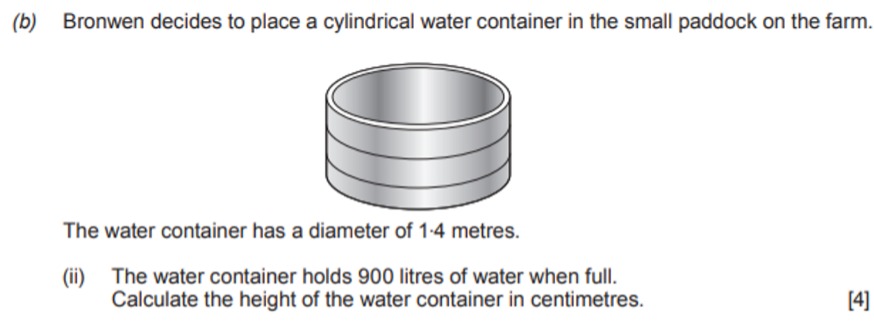 (b) Bronwen decides to place a cylindrical water container in the small paddock on the farm.
The water container has a diameter of 1·4 metres.
(ii) The water container holds 900 litres of water when full.
Calculate the height of the water container in centimetres. [4]